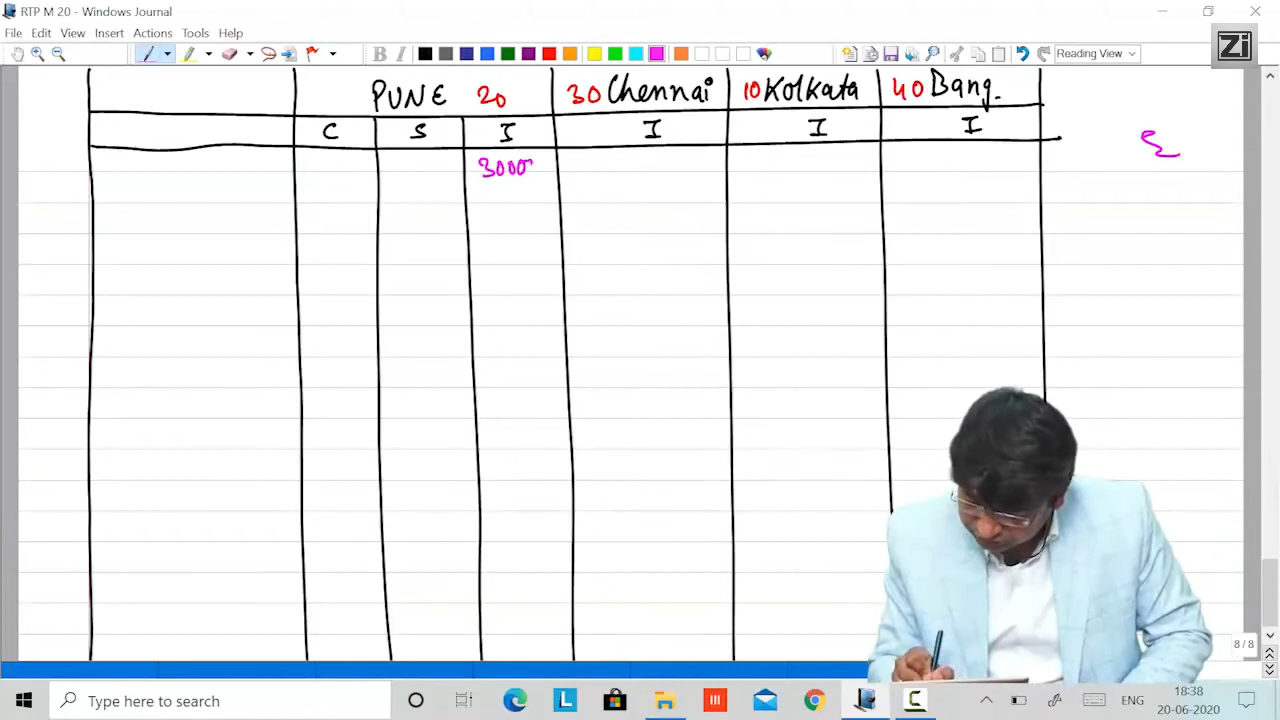 RTP M 20 - Windows Journal
Zi
File Edit View Insert Actions Tools Help
B I Reading View
PUNE 20 30 Chennai 10 Kolkata 40 Bang.
C S I I I I
3000
8 / 8
Type here to search
L
C
ENG
18:38
20-06-2020